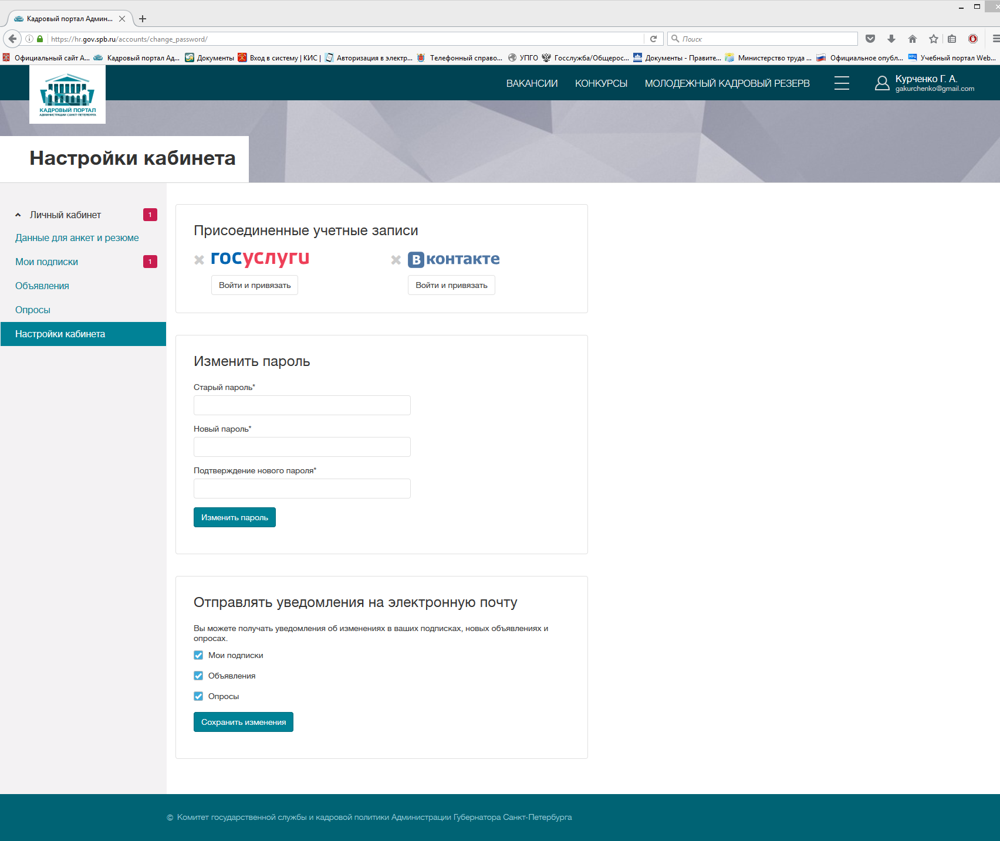 Кадровый портал Админ...
https://hr.gov.spb.ru/accounts/change_password/
Поиск
Официальный сайт А...
Кадровый портал Ад...
Документы
Вход в систему | КИС |
Авторизация в электр...
Телефонный справо...
УПГО
Госслужба/Общерос...
Документы - Правите...
Министерство труда ...
Официальное опубл...
Учебный портал Web...
КАДРОВЫЙ ПОРТАЛ
АДМИНИСТРАЦИИ САНКТ-ПЕТЕРБУРГА
ВАКАНСИИ
КОНКУРСЫ
МОЛОДЕЖНЫЙ КАДРОВЫЙ РЕЗЕРВ
Курченко Г. А.
gakurchenko@gmail.com
Настройки кабинета
Личный кабинет 1
Данные для анкет и резюме
Мои подписки 1
Объявления
Опросы
Настройки кабинета
Присоединенные учетные записи
госуслуги
В контакте
Войти и привязать
Войти и привязать
Изменить пароль
Старый пароль*
Новый пароль*
Подтверждение нового пароля*
Изменить пароль
Отправлять уведомления на электронную почту
Вы можете получать уведомления об изменениях в ваших подписках, новых объявлениях и
опросах.
Мои подписки
Объявления
Опросы
Сохранить изменения
© Комитет государственной службы и кадровой политики Администрации Губернатора Санкт-Петербурга